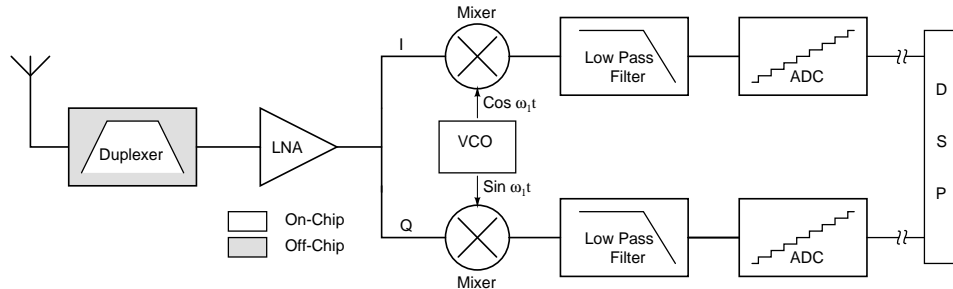 Mixer
I
Low Pass
Filter
ADC
Cos ω₁t
D
S
P
Duplexer
LNA
VCO
Sin ω₁t
On-Chip
Off-Chip
Q
Mixer
Low Pass
Filter
ADC